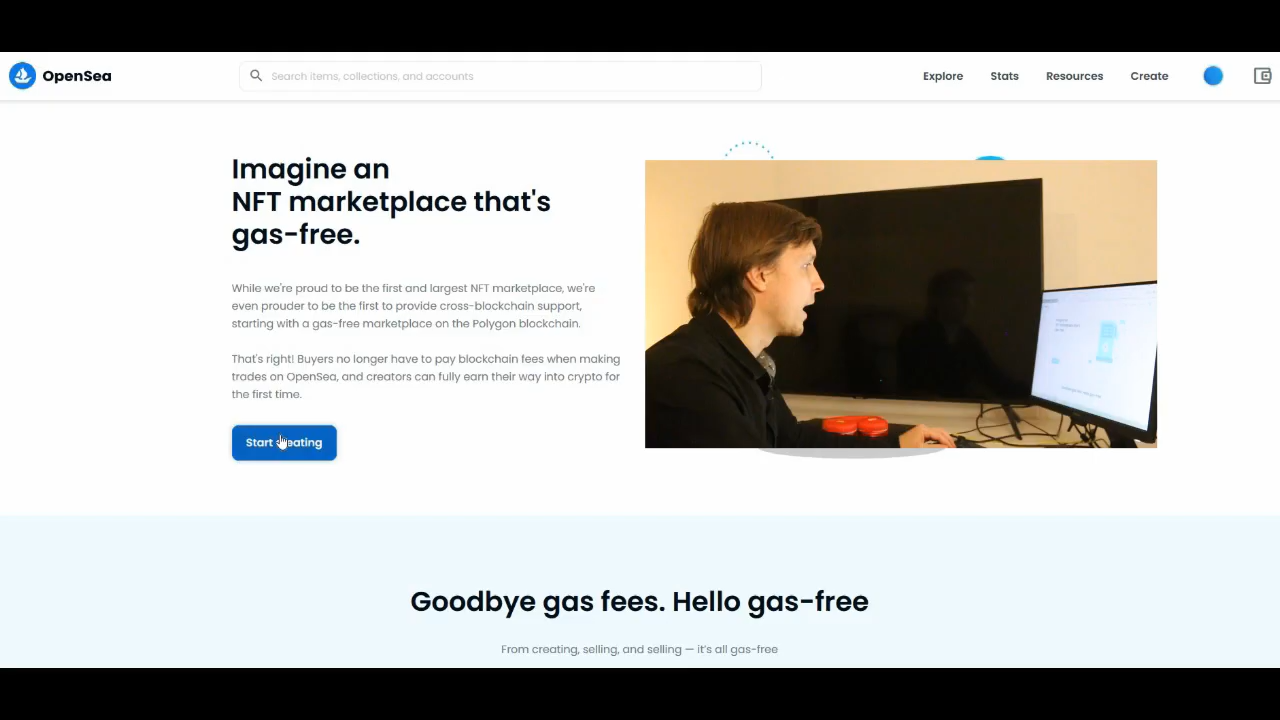 OpenSea
Search items, collections, and accounts
Explore
Stats
Resources
Create
Imagine an
NFT marketplace that's
gas-free.
While we're proud to be the first and largest NFT marketplace, we're
even prouder to be the first to provide cross-blockchain support,
starting with a gas-free marketplace on the Polygon blockchain.
That's right! Buyers no longer have to pay blockchain fees when making
trades on OpenSea, and creators can fully earn their way into crypto for
the first time.
Start creating
Goodbye gas fees. Hello gas-free
From creating, selling, and selling — it's all gas-free